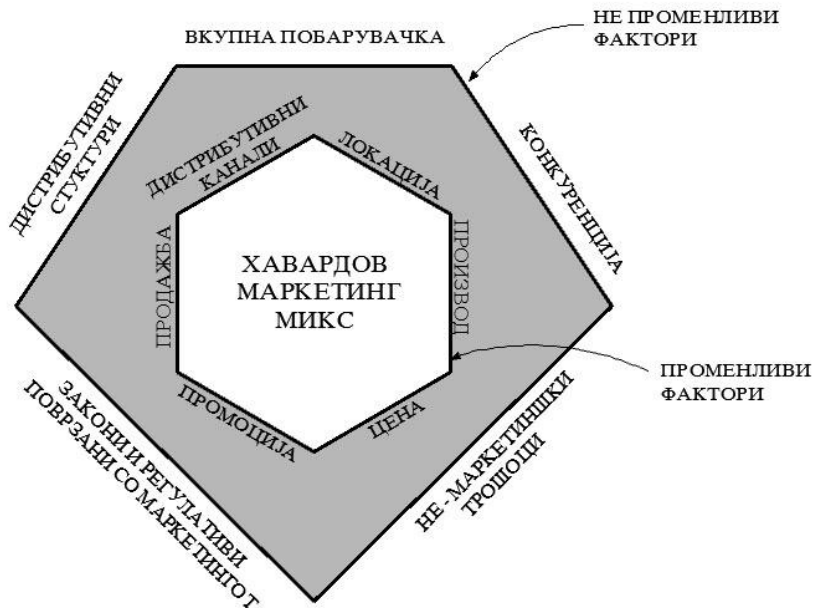 ВКУПНА ПОБАРУВАЧКА
НЕ ПРОМЕНЛИВИ
ФАКТОРИ
ДИСТРИБУТИВНИ
СТУКТУРИ
ДИСТРИБУТИВНИ
КАНАЛИ
ЛОКАЦИЈА
КОНКУРЕНЦИЈА
ПРОДАЖБА
ХАВАРДОВ
МАРКЕТИНГ
МИКС
ПРОИЗВОД
ПРОМЕНЛИВИ
ФАКТОРИ
ПРОМОЦИЈА
ЦЕНА
ЗАКОНИ И РЕГУЛАТИВИ
ПОВРЗАНИ СО МАРКЕТИНГОТ
НЕ - МАРКЕТИНШКИ
ТРОШОЦИ